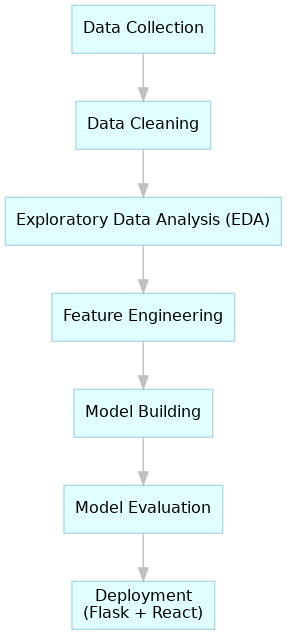 Data Collection
Data Cleaning
Exploratory Data Analysis (EDA)
Feature Engineering
Model Building
Model Evaluation
Deployment
(Flask + React)